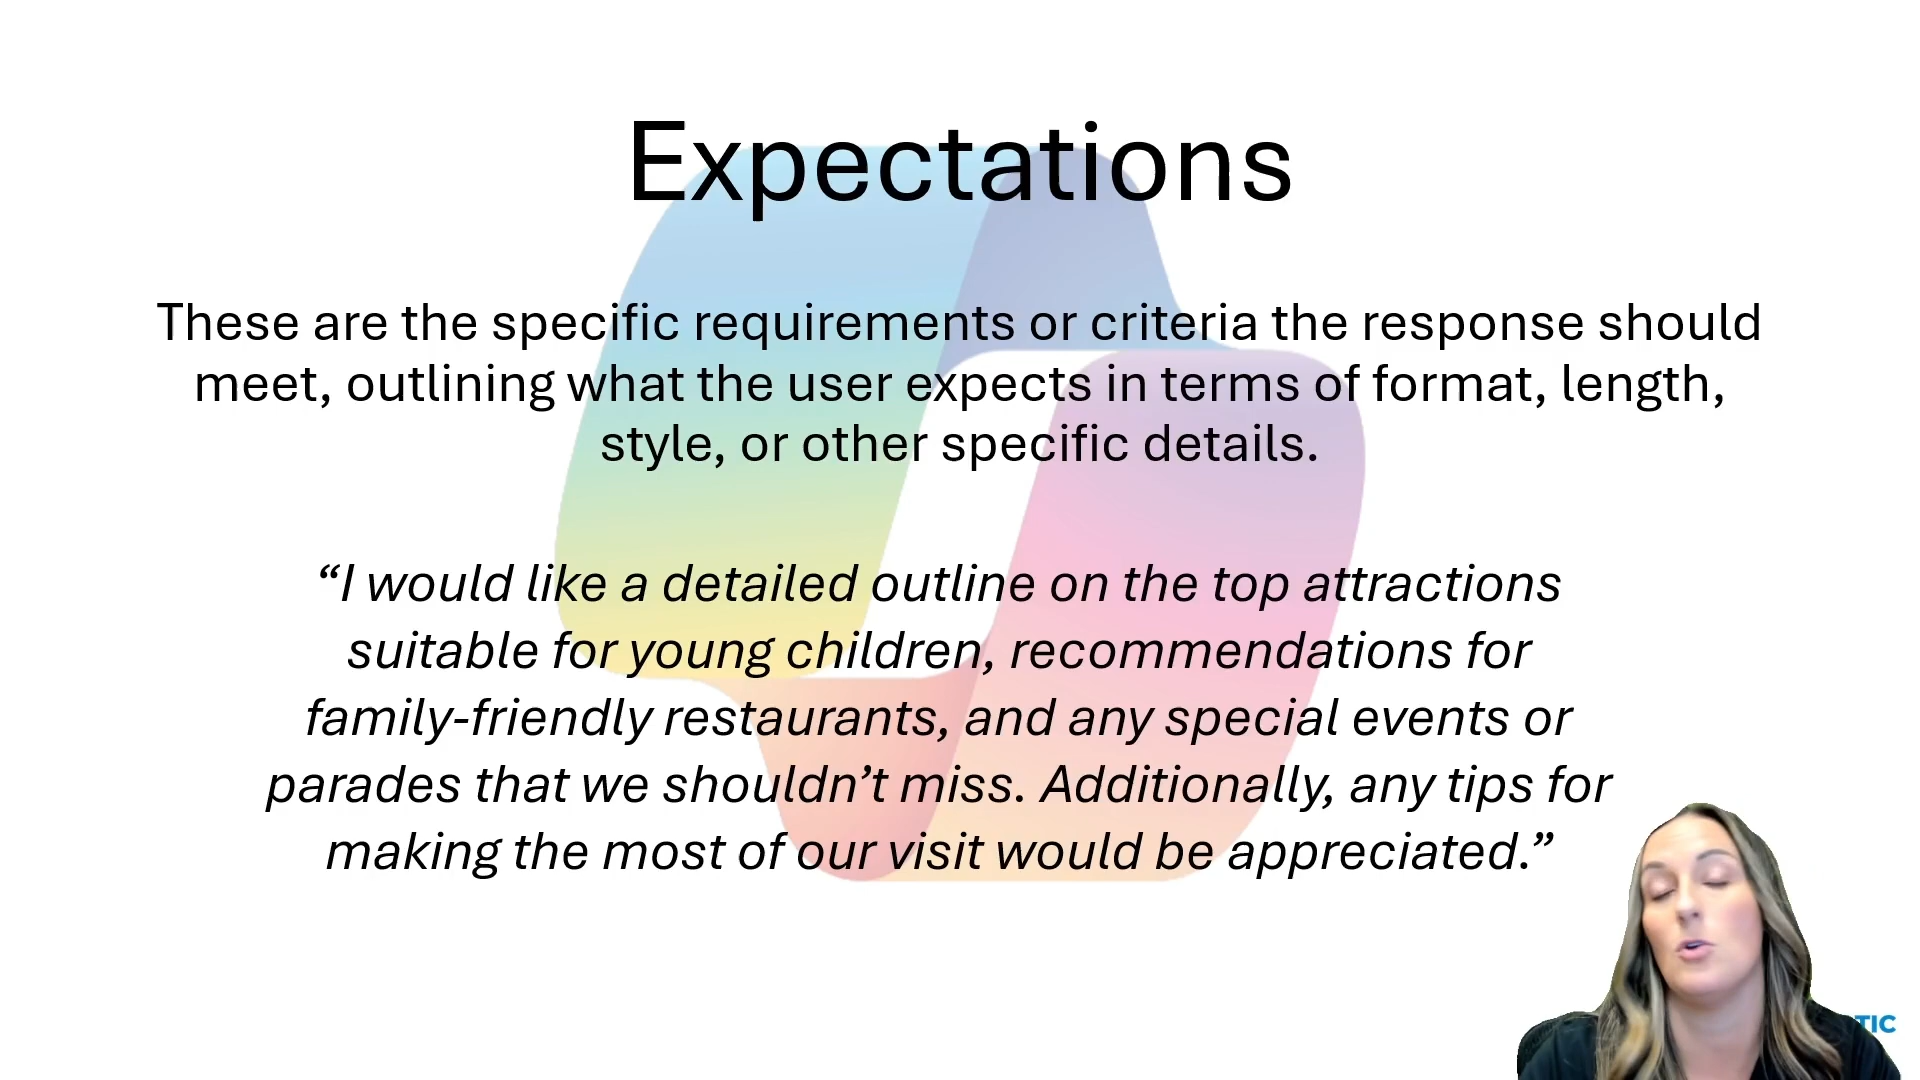 Expectations
These are the specific requirements or criteria the response should
meet, outlining what the user expects in terms of format, length,
style, or other specific details.
“I would like a detailed outline on the top attractions
suitable for young children, recommendations for
family-friendly restaurants, and any special events or
parades that we shouldn’t miss. Additionally, any tips for
making the most of our visit would be appreciated.”
TIC